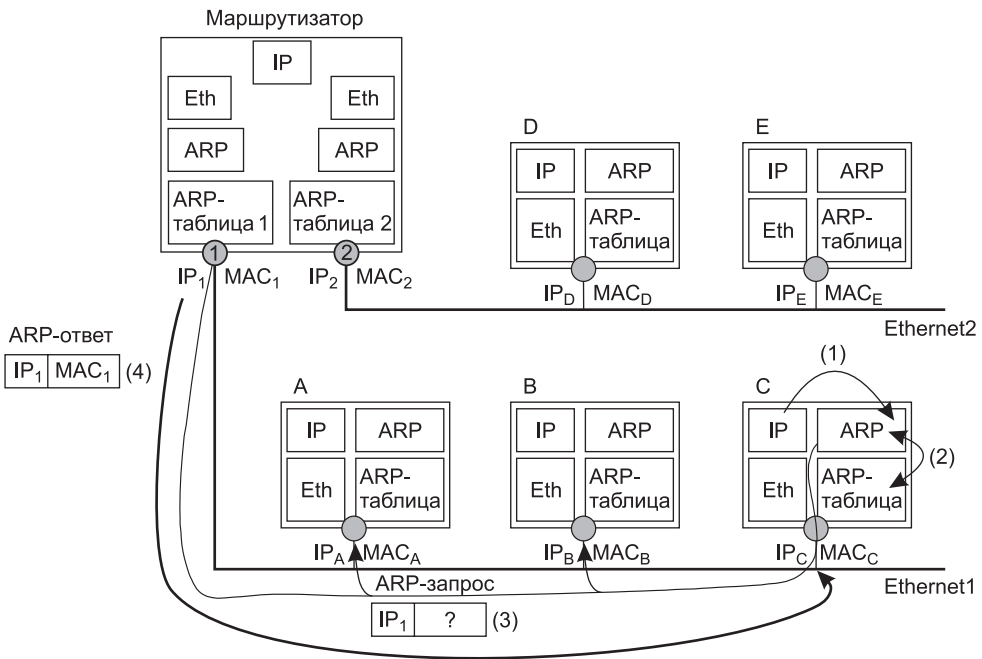 Маршрутизатор
IP
Eth
Eth
ARP
ARP
ARP-
таблица 1
ARP-
таблица 2
1
2
IP1 MAC1
IP2 MAC2
D
IP
ARP
Eth
ARP-
таблица
IPD MACD
E
IP
ARP
Eth
ARP-
таблица
IPE MACE
Ethernet2
ARP-ответ
IP1 MAC1 (4)
A
IP
ARP
Eth
ARP-
таблица
IPA MACA
B
IP
ARP
Eth
ARP-
таблица
IPB MACB
(1)
C
IP
ARP
(2)
Eth
ARP-
таблица
IPC MACC
Ethernet1
ARP-запрос
IP1 ? (3)